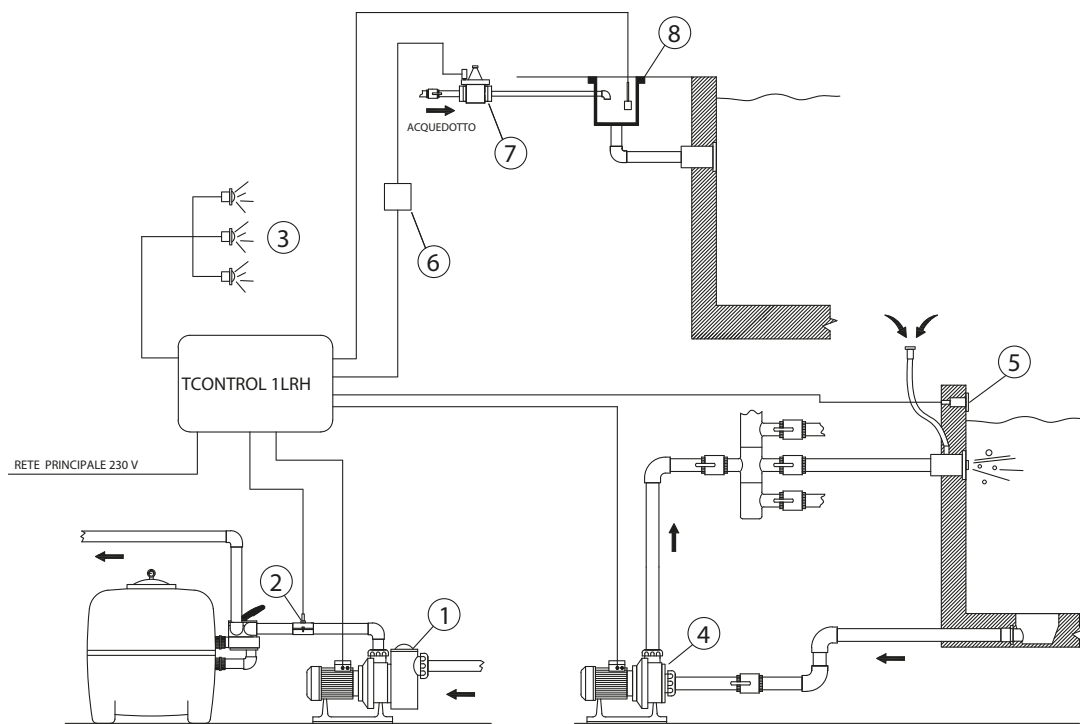 8
ACQUEDOTTO
7
3
6
TCONTROL 1LRH
5
RETE PRINCIPALE 230 V
2
1
4